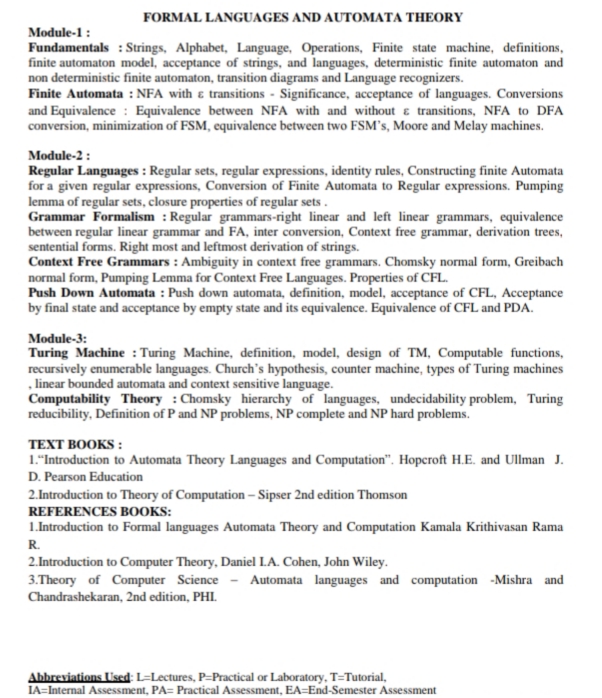 FORMAL LANGUAGES AND AUTOMATA THEORY
Module-1 :
Fundamentals : Strings, Alphabet, Language, Operations, Finite state machine, definitions,
finite automaton model, acceptance of strings, and languages, deterministic finite automaton and
non deterministic finite automaton, transition diagrams and Language recognizers.
Finite Automata : NFA with ε transitions - Significance, acceptance of languages. Conversions
and Equivalence : Equivalence between NFA with and without ε transitions, NFA to DFA
conversion, minimization of FSM, equivalence between two FSM's, Moore and Melay machines.
Module-2 :
Regular Languages : Regular sets, regular expressions, identity rules, Constructing finite Automata
for a given regular expressions, Conversion of Finite Automata to Regular expressions. Pumping
lemma of regular sets, closure properties of regular sets .
Grammar Formalism : Regular grammars-right linear and left linear grammars, equivalence
between regular linear grammar and FA, inter conversion, Context free grammar, derivation trees,
sentential forms. Right most and leftmost derivation of strings.
Context Free Grammars : Ambiguity in context free grammars. Chomsky normal form, Greibach
normal form, Pumping Lemma for Context Free Languages. Properties of CFL.
Push Down Automata : Push down automata, definition, model, acceptance of CFL, Acceptance
by final state and acceptance by empty state and its equivalence. Equivalence of CFL and PDA.
Module-3:
Turing Machine : Turing Machine, definition, model, design of TM, Computable functions,
recursively enumerable languages. Church's hypothesis, counter machine, types of Turing machines
, linear bounded automata and context sensitive language.
Computability Theory : Chomsky hierarchy of languages, undecidability problem, Turing
reducibility, Definition of P and NP problems, NP complete and NP hard problems.
TEXT BOOKS :
1."Introduction to Automata Theory Languages and Computation". Hopcroft H.E. and Ullman J.
D. Pearson Education
2.Introduction to Theory of Computation – Sipser 2nd edition Thomson
REFERENCES BOOKS:
1.Introduction to Formal languages Automata Theory and Computation Kamala Krithivasan Rama
R.
2.Introduction to Computer Theory, Daniel I.A. Cohen, John Wiley.
3.Theory of Computer Science – Automata languages and computation -Mishra and
Chandrashekaran, 2nd edition, PHI.
Abbreviations Used: L=Lectures, P=Practical or Laboratory, T=Tutorial,
IA=Internal Assessment, PA= Practical Assessment, EA=End-Semester Assessment